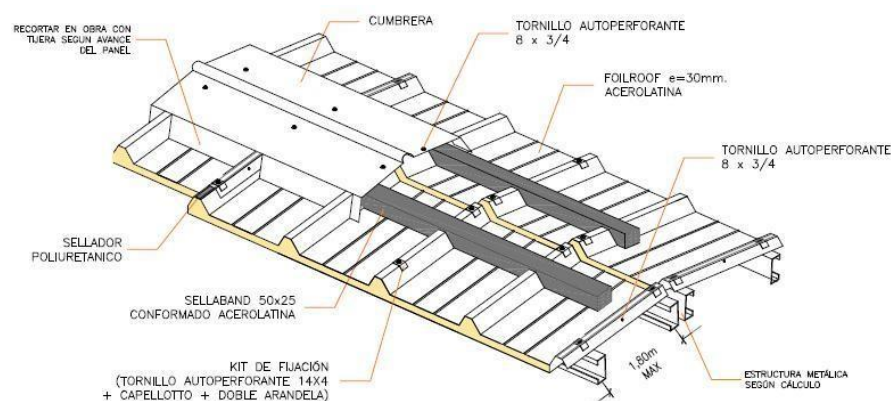 RECORTAR EN OBRA CON
TIJERA SEGUN AVANCE
DEL PANEL
CUMBRERA
TORNILLO AUTOPERFORANTE
8 x 3/4
FOILROOF e=30mm.
ACEROLATINA
TORNILLO AUTOPERFORANTE
8 x 3/4
SELLADOR
POLIURETANICO
SELLABAND 50x25
CONFORMADO ACEROLATINA
KIT DE FIJACIÓN
(TORNILLO AUTOPERFORANTE 14X4
+ CAPELLOTTO + DOBLE ARANDELA)
1,80m
MAX
ESTRUCTURA METÁLICA
SEGÚN CÁLCULO